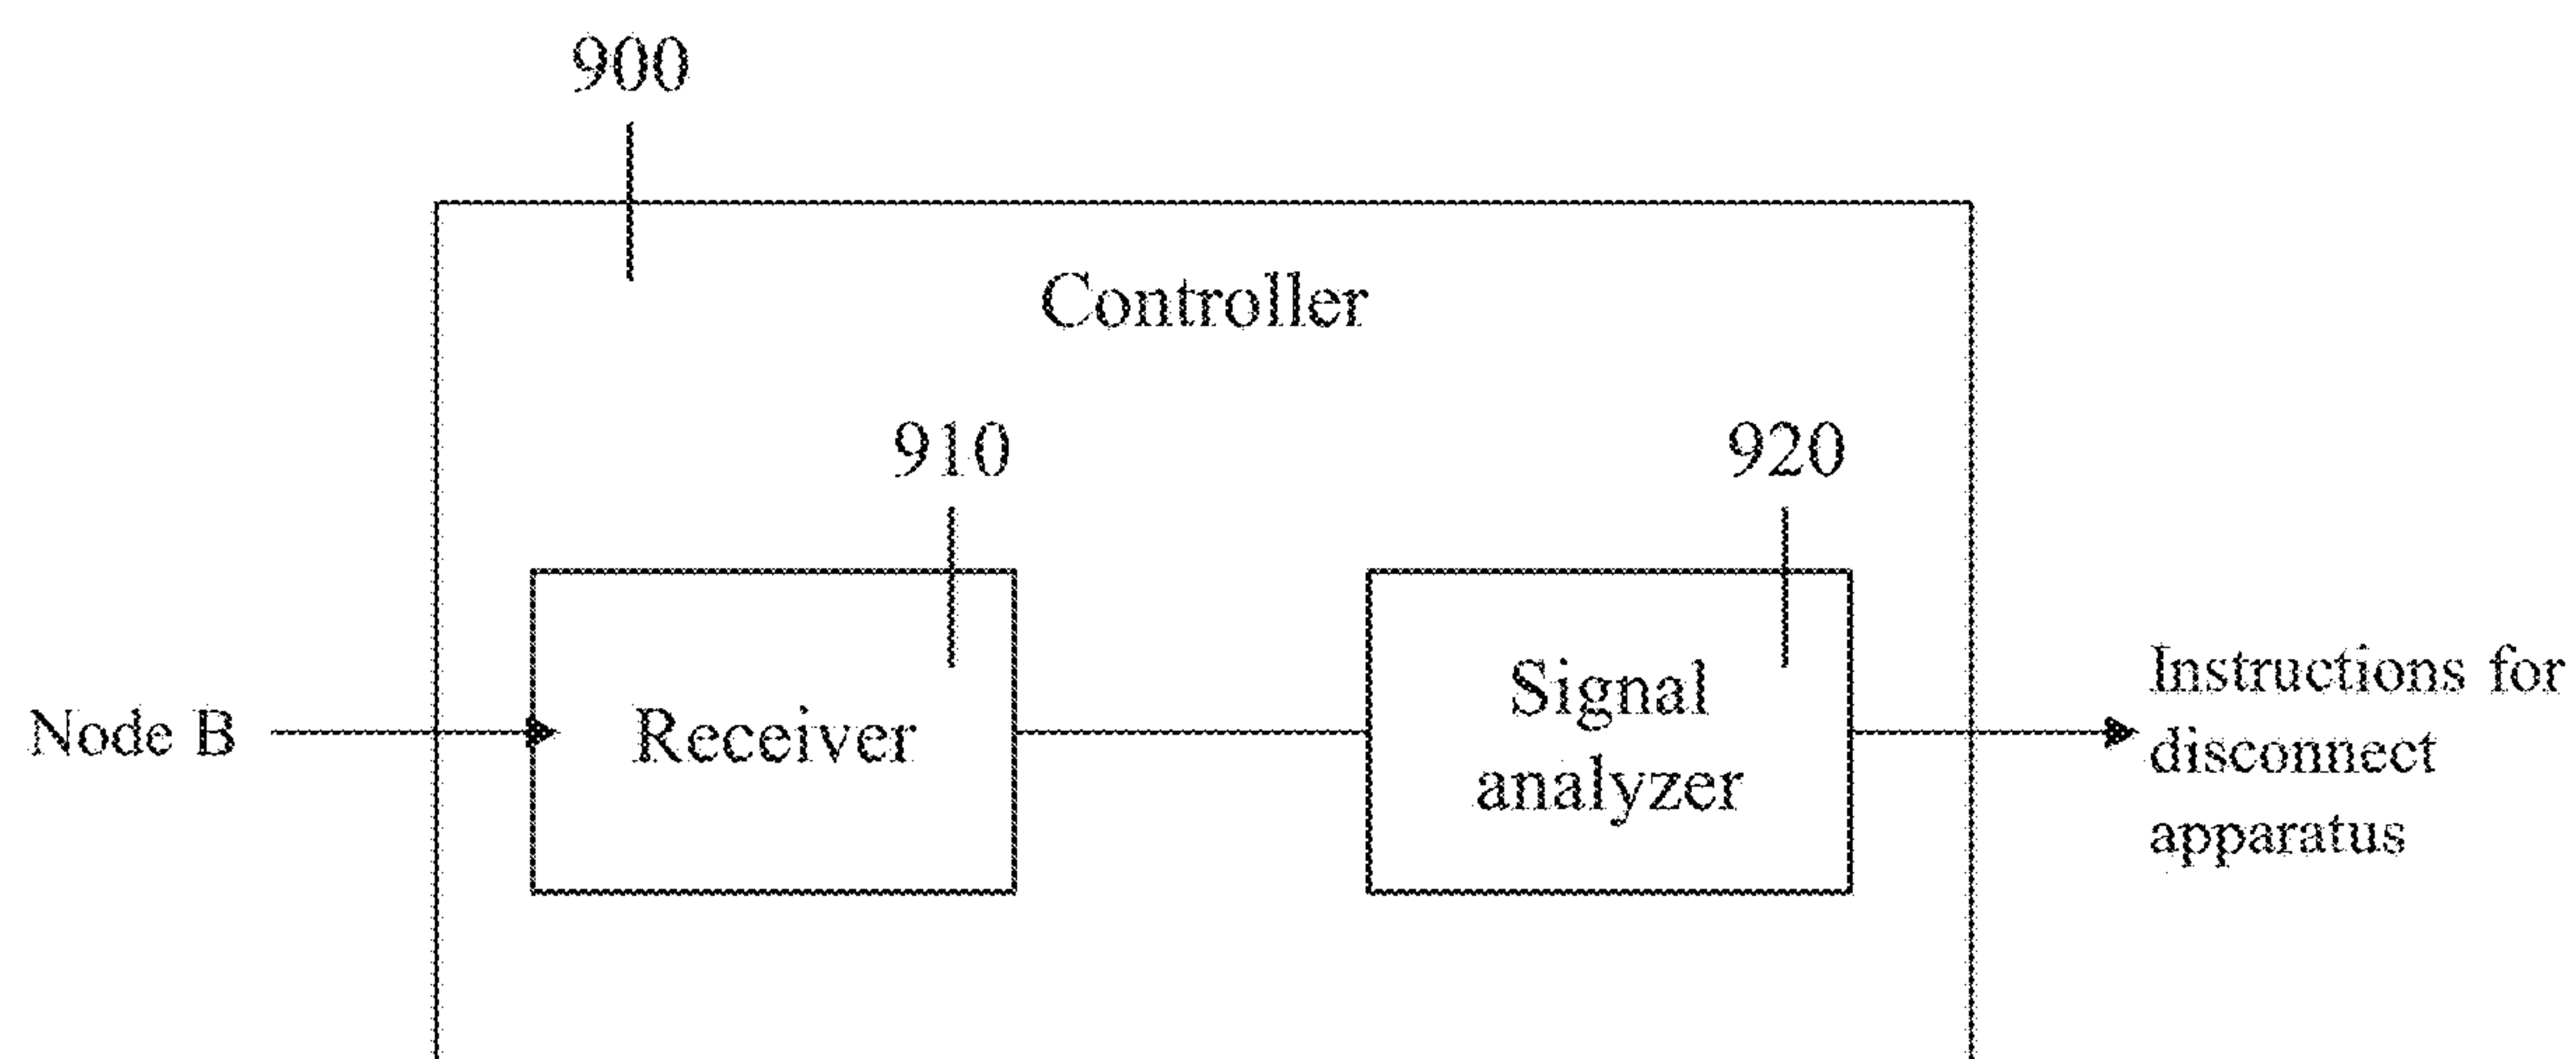 900
Controller
910
920
Node B
Receiver
Signal
analyzer
Instructions for
disconnect
apparatus